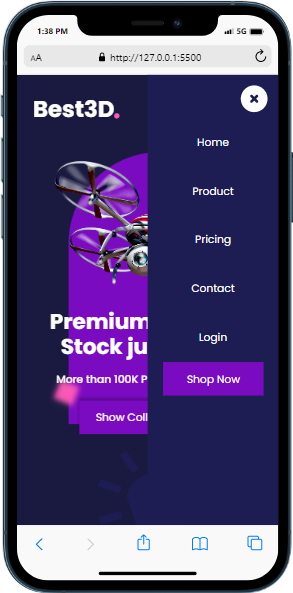 1:38 PM
5G
AA
http://127.0.0.1:5500
Best3D.
Home
Product
Pricing
Contact
Login
Shop Now
Premium
Stock ju
More than 100K P
Show Coll